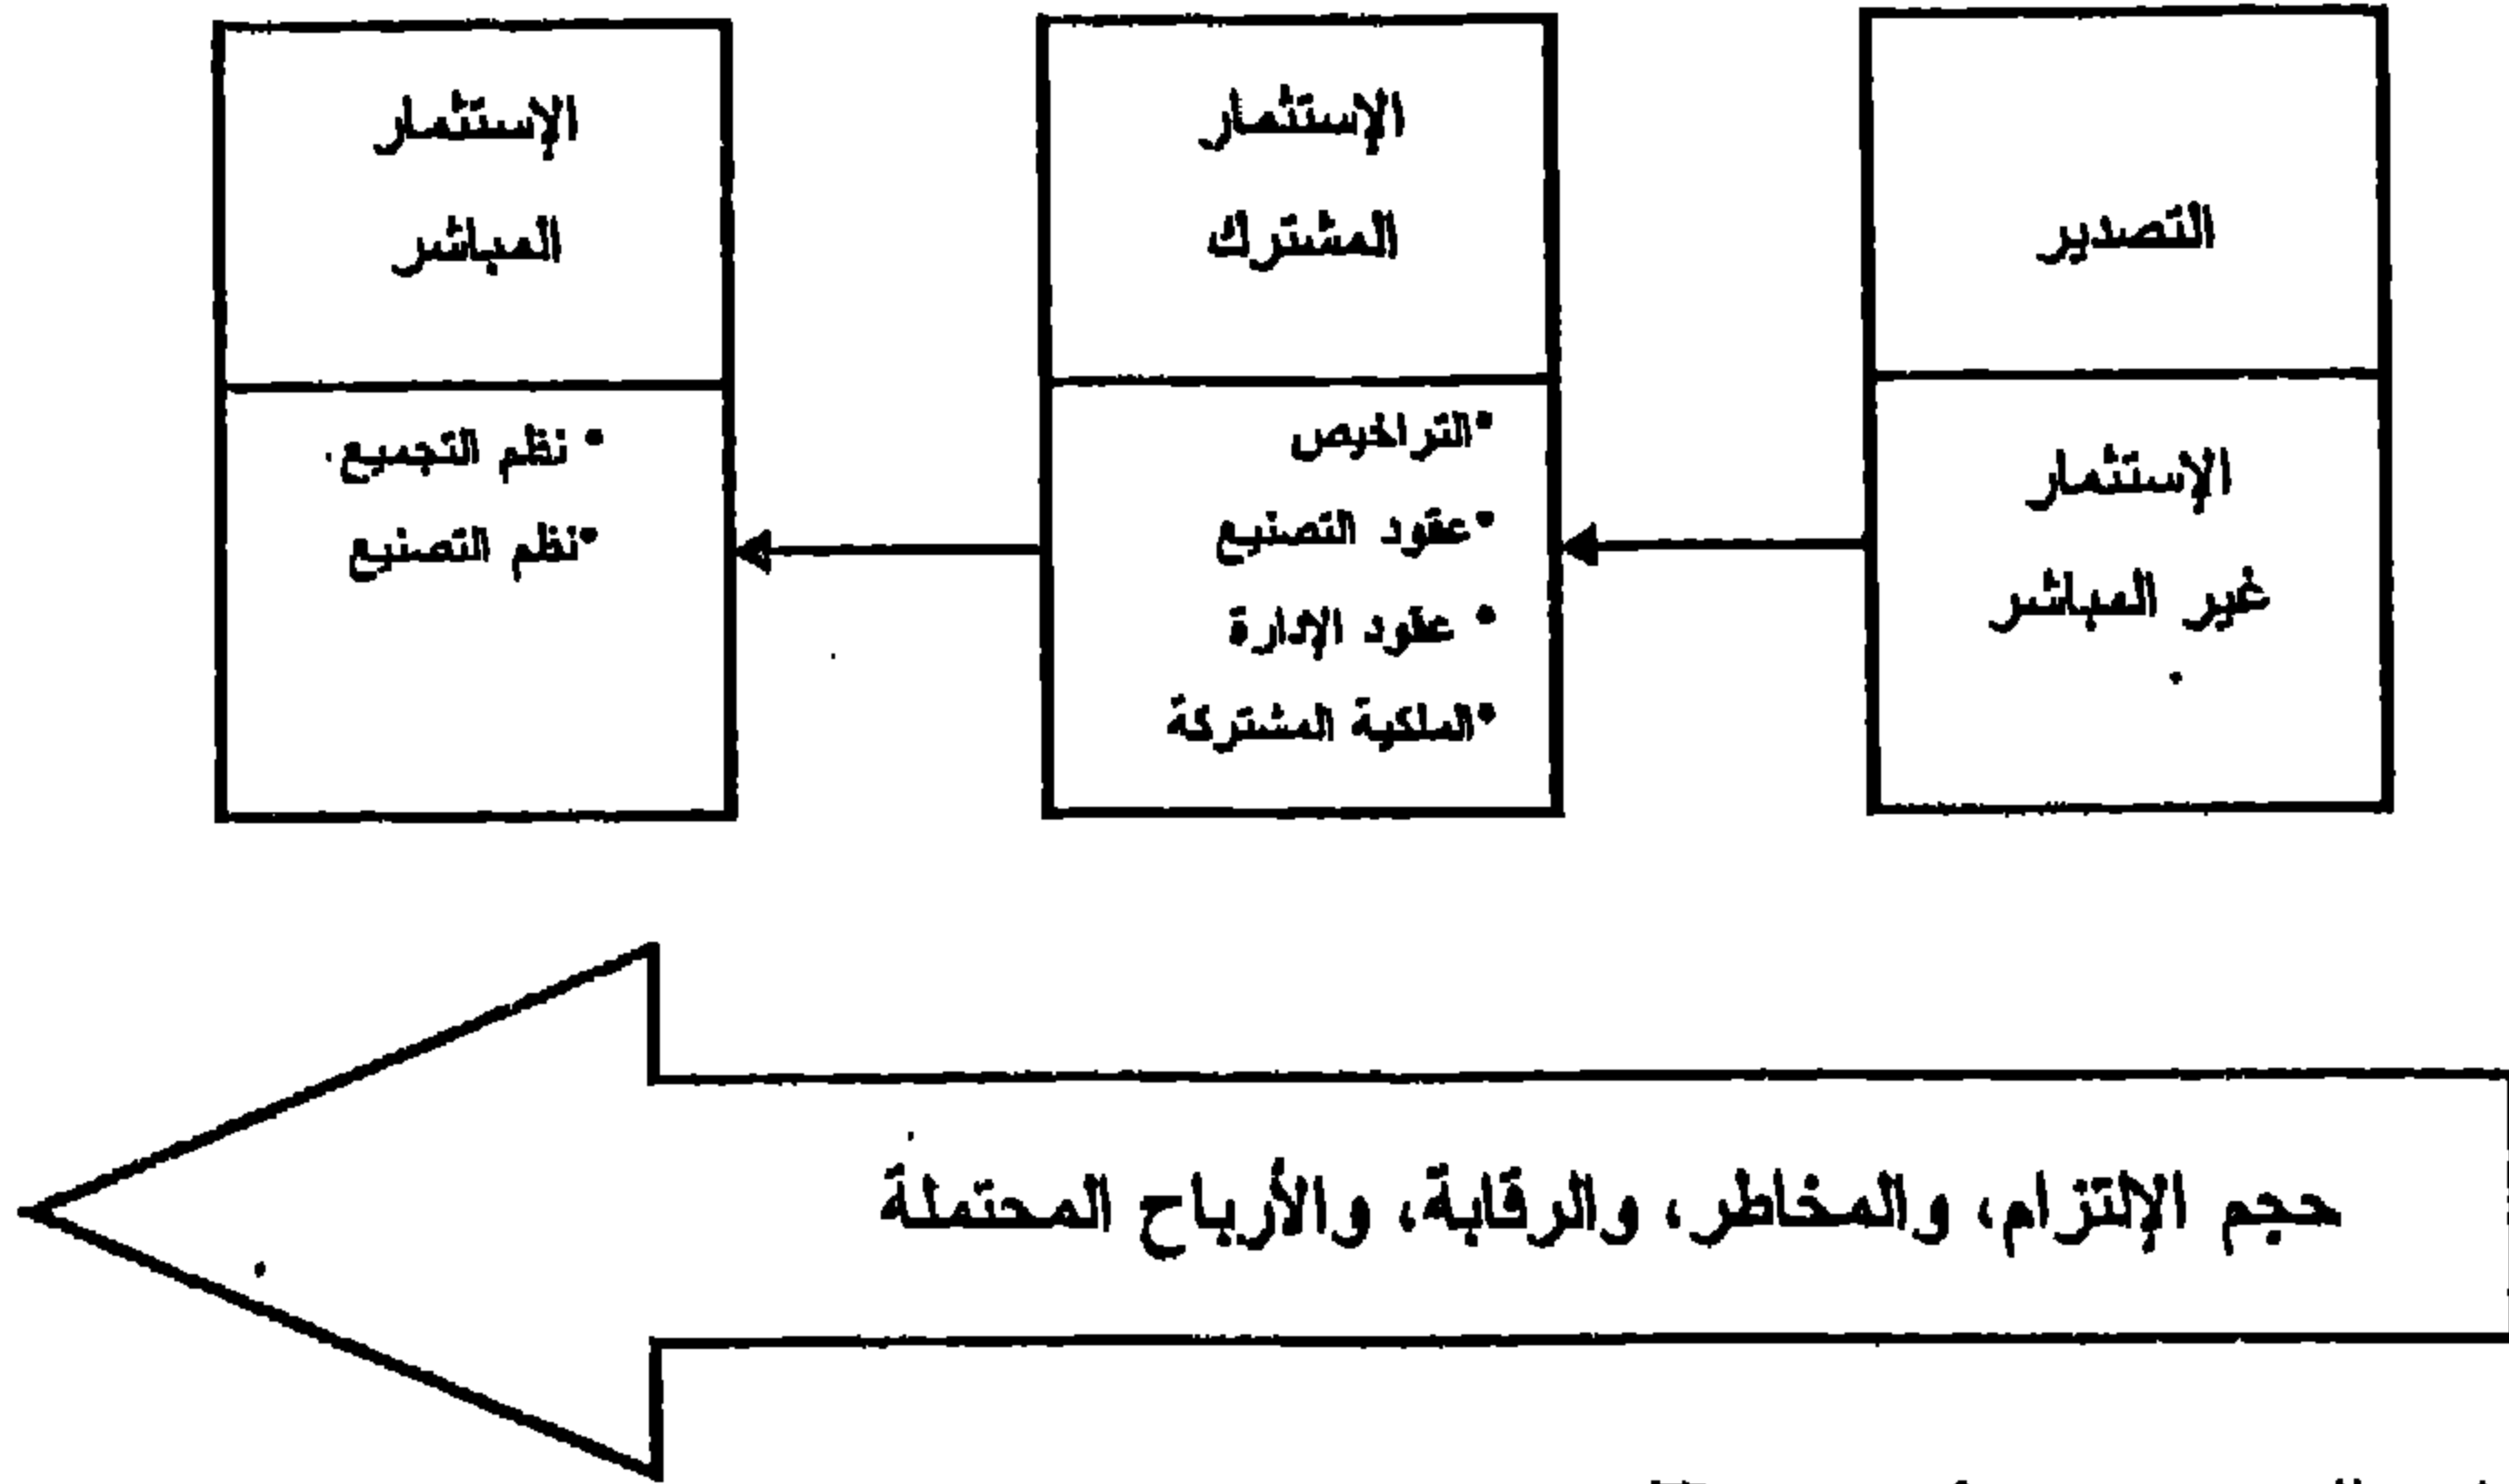 التصدير
الإستثمار
غير المباشر
الإستثمار
المشترك
•التراخيص
•عقود التصنيع
• عقود الإدارة
•الملكية المشتركة
الإستثمار
المباشر
• نظم التجميع
•نظم التصنيع
حجم الإلتزام، والمخاطر، والرقابة، والأرباح المحتملة